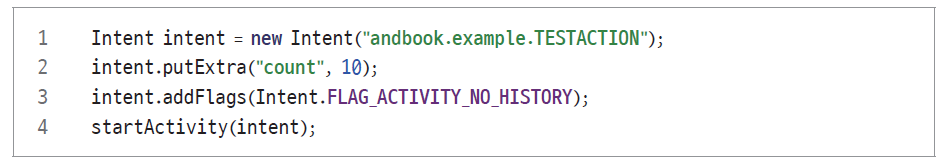 1 Intent intent = new Intent("andbook.example.TESTACTION");
2 intent.putExtra("count", 10);
3 intent.addFlags(Intent.FLAG_ACTIVITY_NO_HISTORY);
4 startActivity(intent);